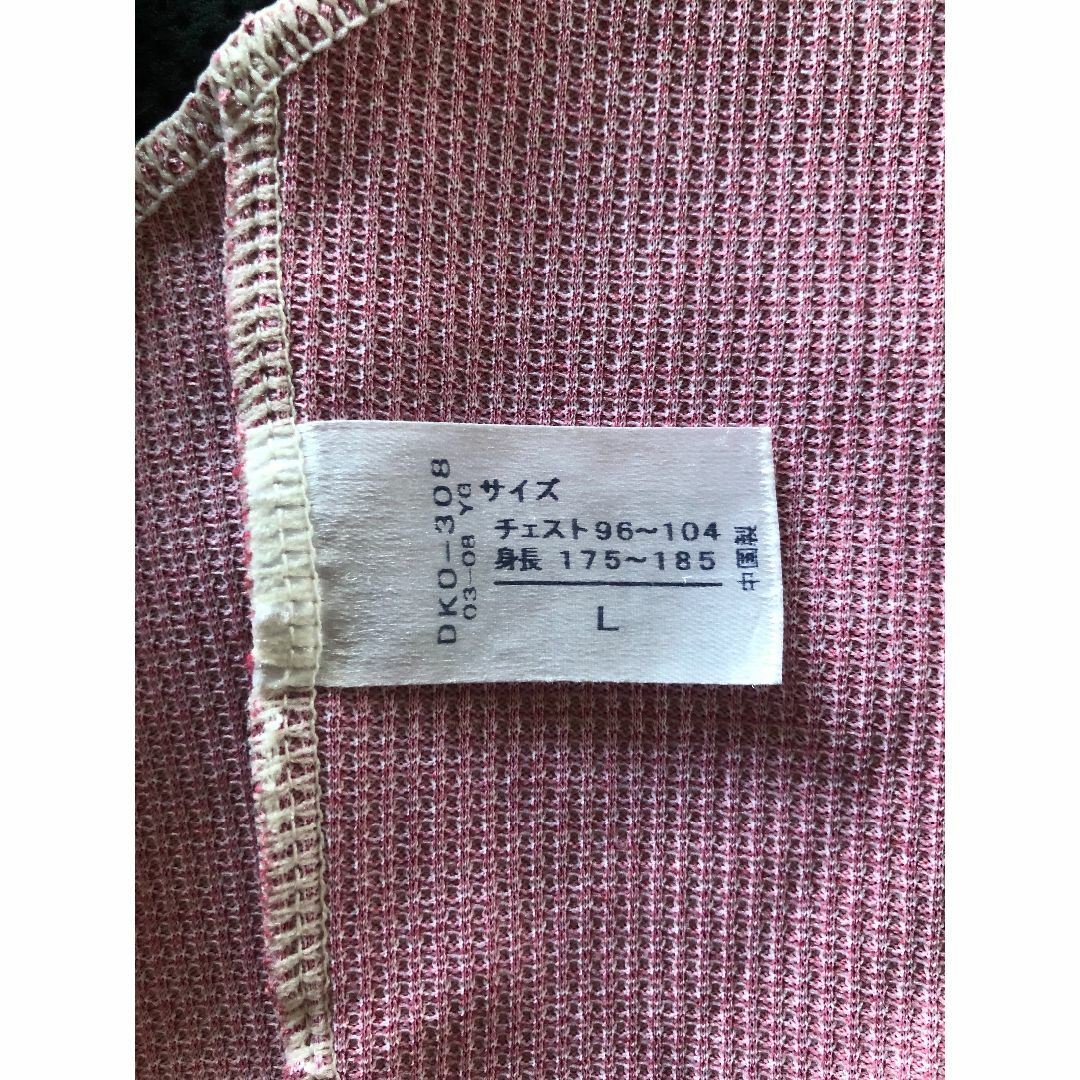 DKO-308
03-08 YG
サイズ
チェスト96~104
身長 175~185
L
中国製